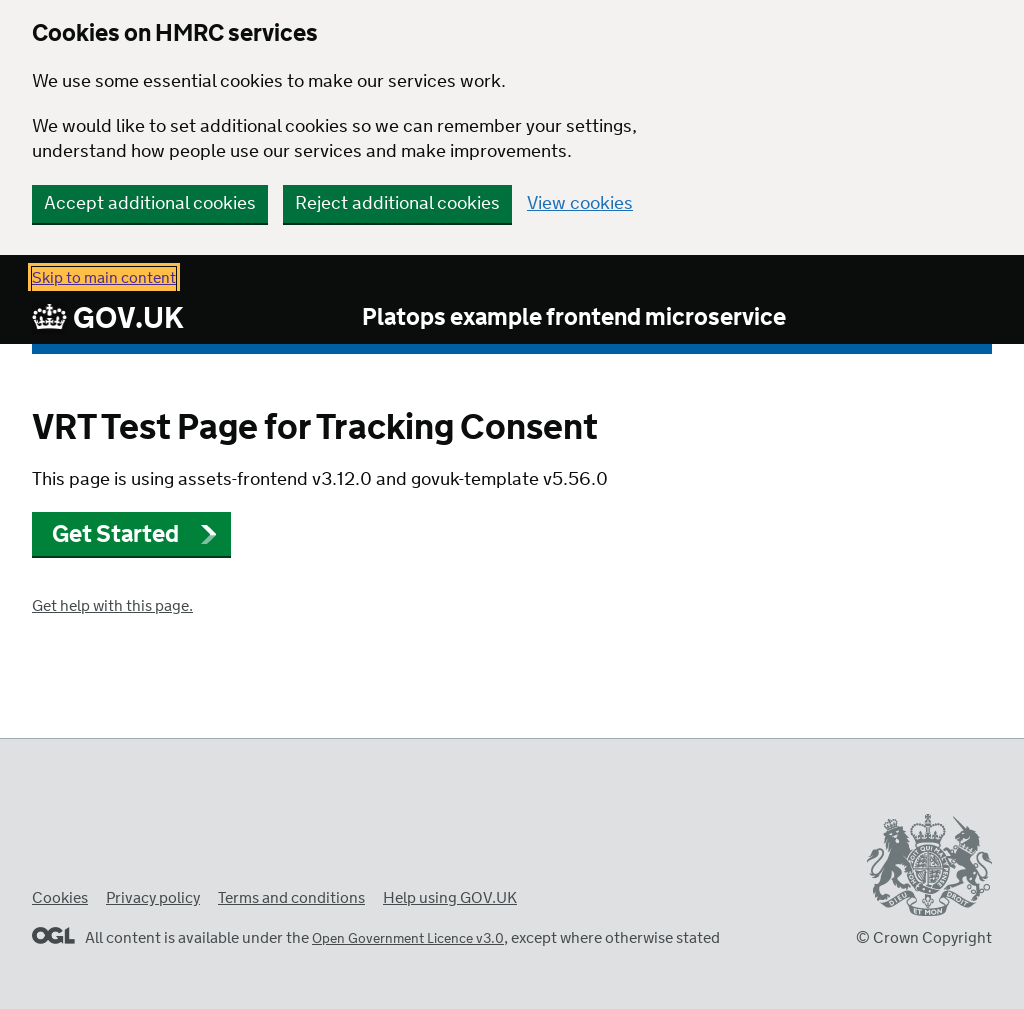 Cookies on HMRC services
We use some essential cookies to make our services work.
We would like to set additional cookies so we can remember your settings,
understand how people use our services and make improvements.
Accept additional cookies Reject additional cookies View cookies
Skip to main content
GOV.UK Platops example frontend microservice
VRT Test Page for Tracking Consent
This page is using assets-frontend v3.12.0 and govuk-template v5.56.0
Get Started
Get help with this page.
Cookies Privacy policy Terms and conditions Help using GOV.UK
OGL All content is available under the Open Government Licence v3.0, except where otherwise stated © Crown Copyright